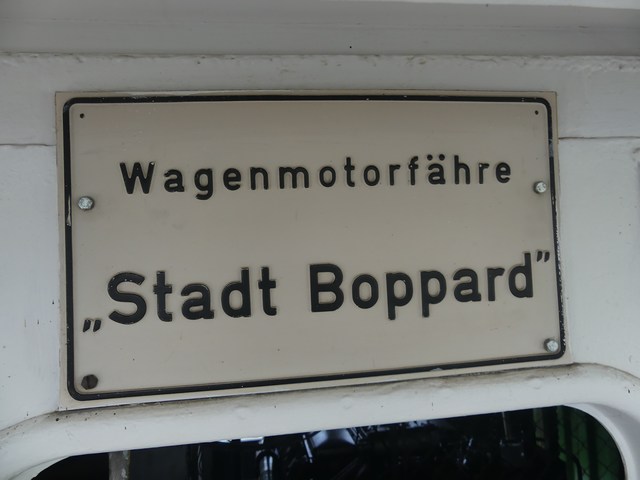 Wagenmotorfähre
„Stadt Boppard”